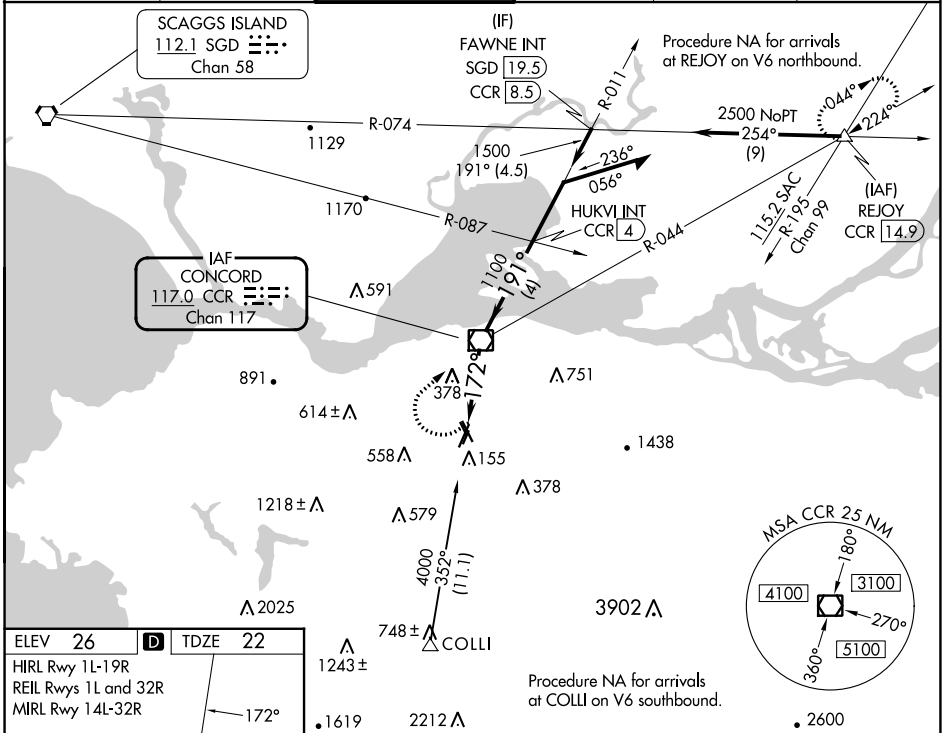 SCAGGS ISLAND
112.1 SGD
Chan 58
(IF)
FAWNE INT
SGD 19.5
CCR 8.5
R-011
Procedure NA for arrivals
at REJOY on V6 northbound.
044°
224°
2500 NoPT
254°
(9)
R-074
1129
1500
191° (4.5)
236°
056°
(IAF)
REJOY
CCR 14.9
115.2 SAC
R-195
Chan 99
1170
R-087
HUKVI INT
CCR 4
R-044
IAF
CONCORD
117.0 CCR
Chan 117
591
1100
191°
(4)
172°
891
378
751
614±
558
155
1438
1218±
579
378
4000
352°
(11.1)
MSA CCR 25 NM
180°
4100
3100
270°
360°
5100
2025
3902
748±
COLLI
1243±
ELEV 26
D
TDZE 22
HIRL Rwy 1L-19R
REIL Rwys 1L and 32R
MIRL Rwy 14L-32R
172°
Procedure NA for arrivals
at COLLI on V6 southbound.
1619
2212
2600